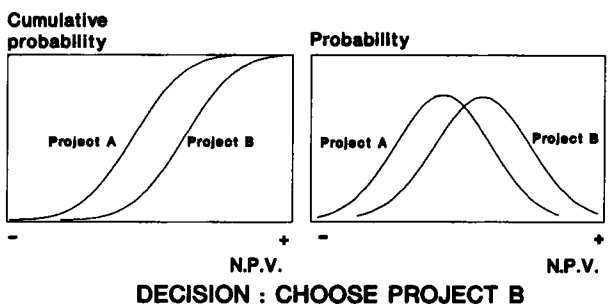 Cumulative
probability
Project A
Project B
-
+
N.P.V.
Probability
Project A
Project B
-
+
N.P.V.
DECISION : CHOOSE PROJECT B